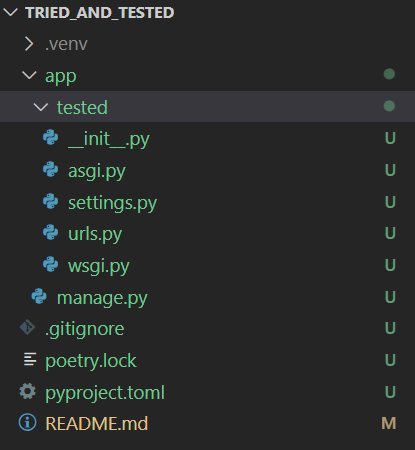 TRIED_AND_TESTED
.venv
app
tested
__init__.py U
asgi.py U
settings.py U
urls.py U
wsgi.py U
manage.py U
.gitignore U
poetry.lock U
pyproject.toml U
README.md M